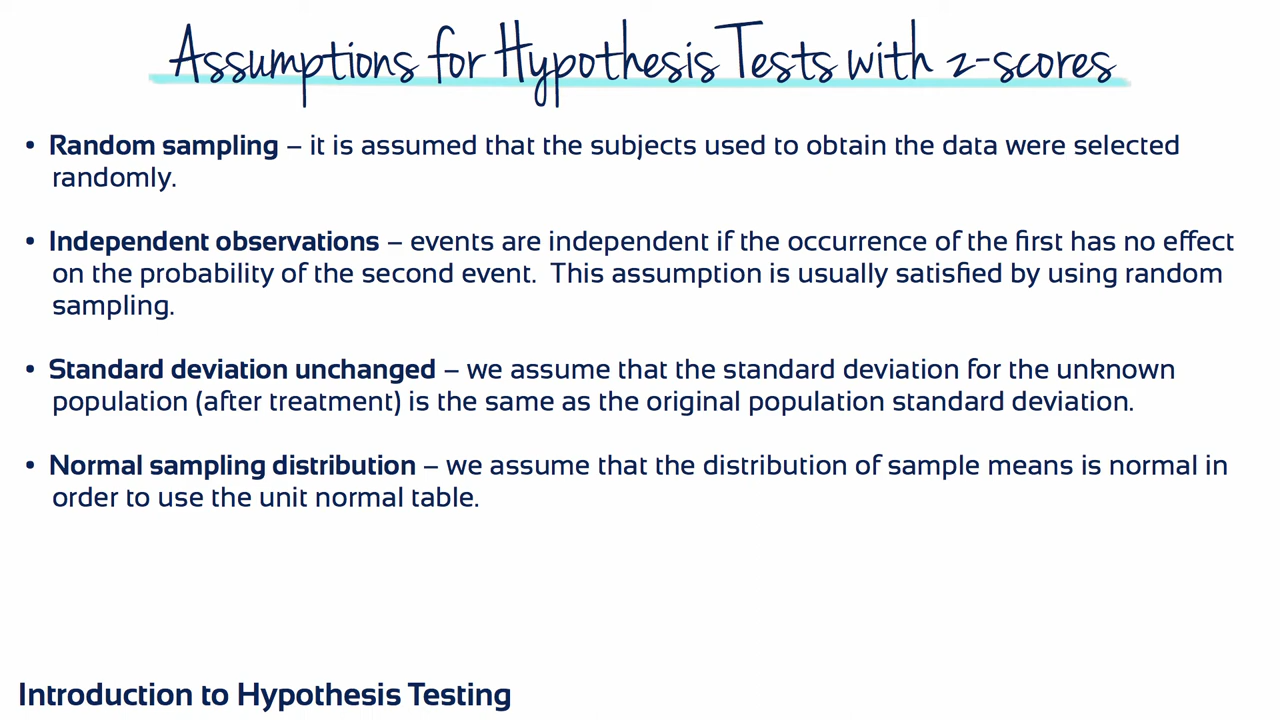 Assumptions for Hypothesis Tests with z-scores
• Random sampling – it is assumed that the subjects used to obtain the data were selected
randomly.
• Independent observations – events are independent if the occurrence of the first has no effect
on the probability of the second event. This assumption is usually satisfied by using random
sampling.
• Standard deviation unchanged – we assume that the standard deviation for the unknown
population (after treatment) is the same as the original population standard deviation.
• Normal sampling distribution – we assume that the distribution of sample means is normal in
order to use the unit normal table.
Introduction to Hypothesis Testing